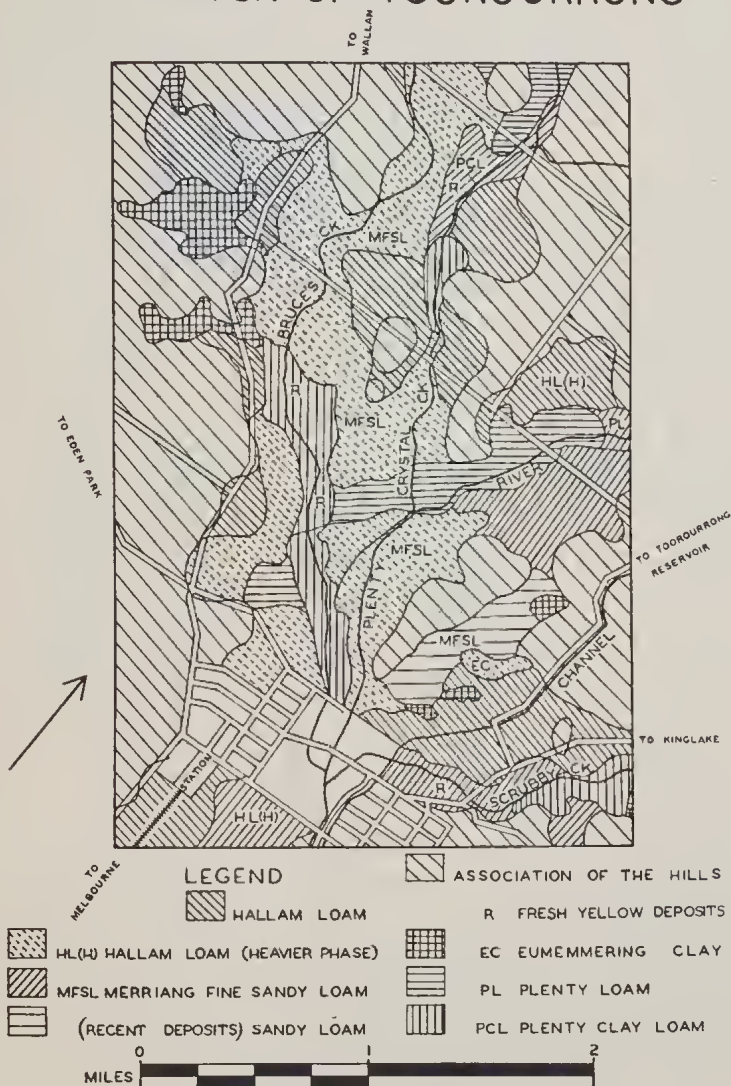 OF TOOROURRONG
TO WALLAN
PCL
R
CK
MFSL
BRUCES
HL(H)
R
MFSL
CK
PL
TO EDEN PARK
CRYSTAL
RIVER
R
TO TOOROURRONG
RESERVOIR
MFSL
PLENTY
MFSL
EC
CHANNEL
TO KINGLAKE
STATION
R
SCRUBBY CK
HL(H)
TO MELBOURNE
LEGEND
ASSOCIATION OF THE HILLS
HALLAM LOAM
R FRESH YELLOW DEPOSITS
HL(H) HALLAM LOAM (HEAVIER PHASE)
EC EUMEMMERING CLAY
MFSL MERRIANG FINE SANDY LOAM
PL PLENTY LOAM
(RECENT DEPOSITS) SANDY LOAM
PCL PLENTY CLAY LOAM
0 1 2
MILES